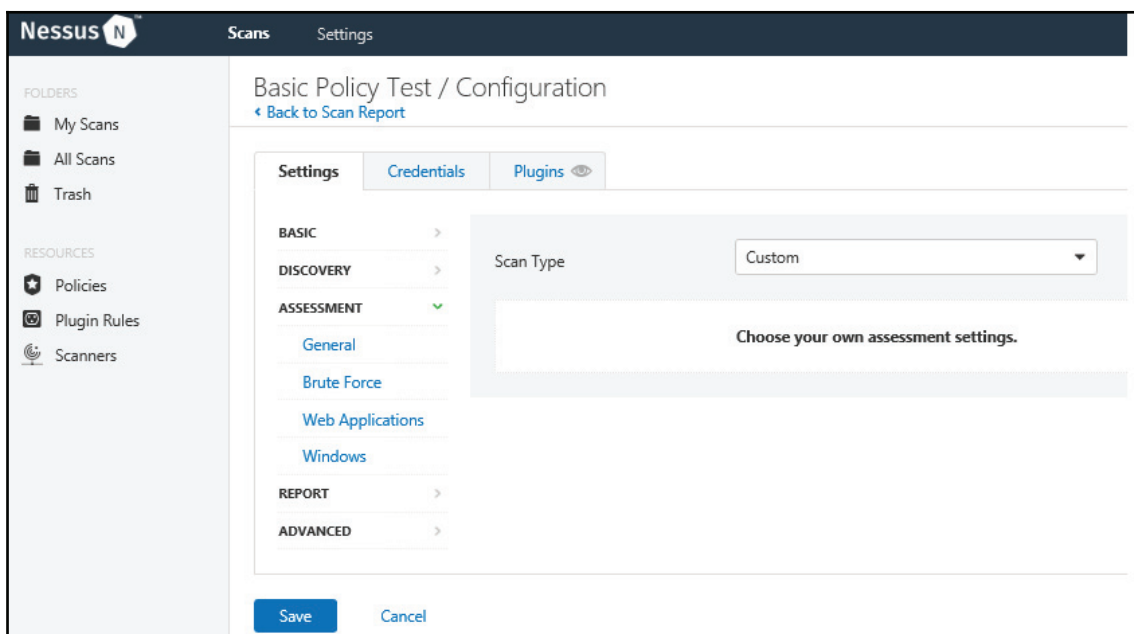 Nessus N ™
Scans Settings
FOLDERS
My Scans
All Scans
Trash
RESOURCES
Policies
Plugin Rules
Scanners
Basic Policy Test / Configuration
Back to Scan Report
Settings Credentials Plugins
BASIC
DISCOVERY
ASSESSMENT
General
Brute Force
Web Applications
Windows
REPORT
ADVANCED
Scan Type Custom
Choose your own assessment settings.
Save Cancel